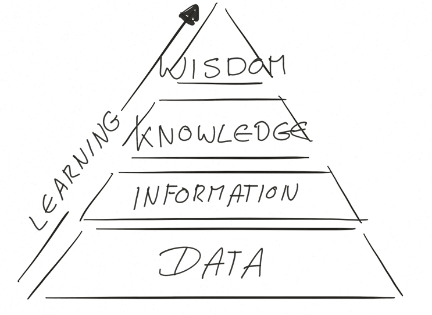 WISDOM
KNOWLEDGE
INFORMATION
DATA
LEARNING